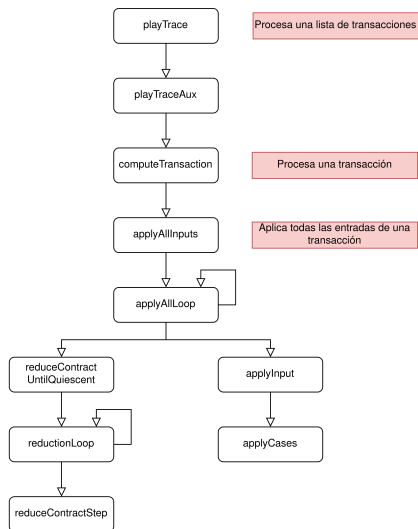 playTrace
Procesa una lista de transacciones
playTraceAux
computeTransaction
Procesa una transacción
applyAllInputs
Aplica todas las entradas de una
transacción
applyAllLoop
reduceContract
UntilQuiescent
applyInput
reductionLoop
applyCases
reduceContractStep